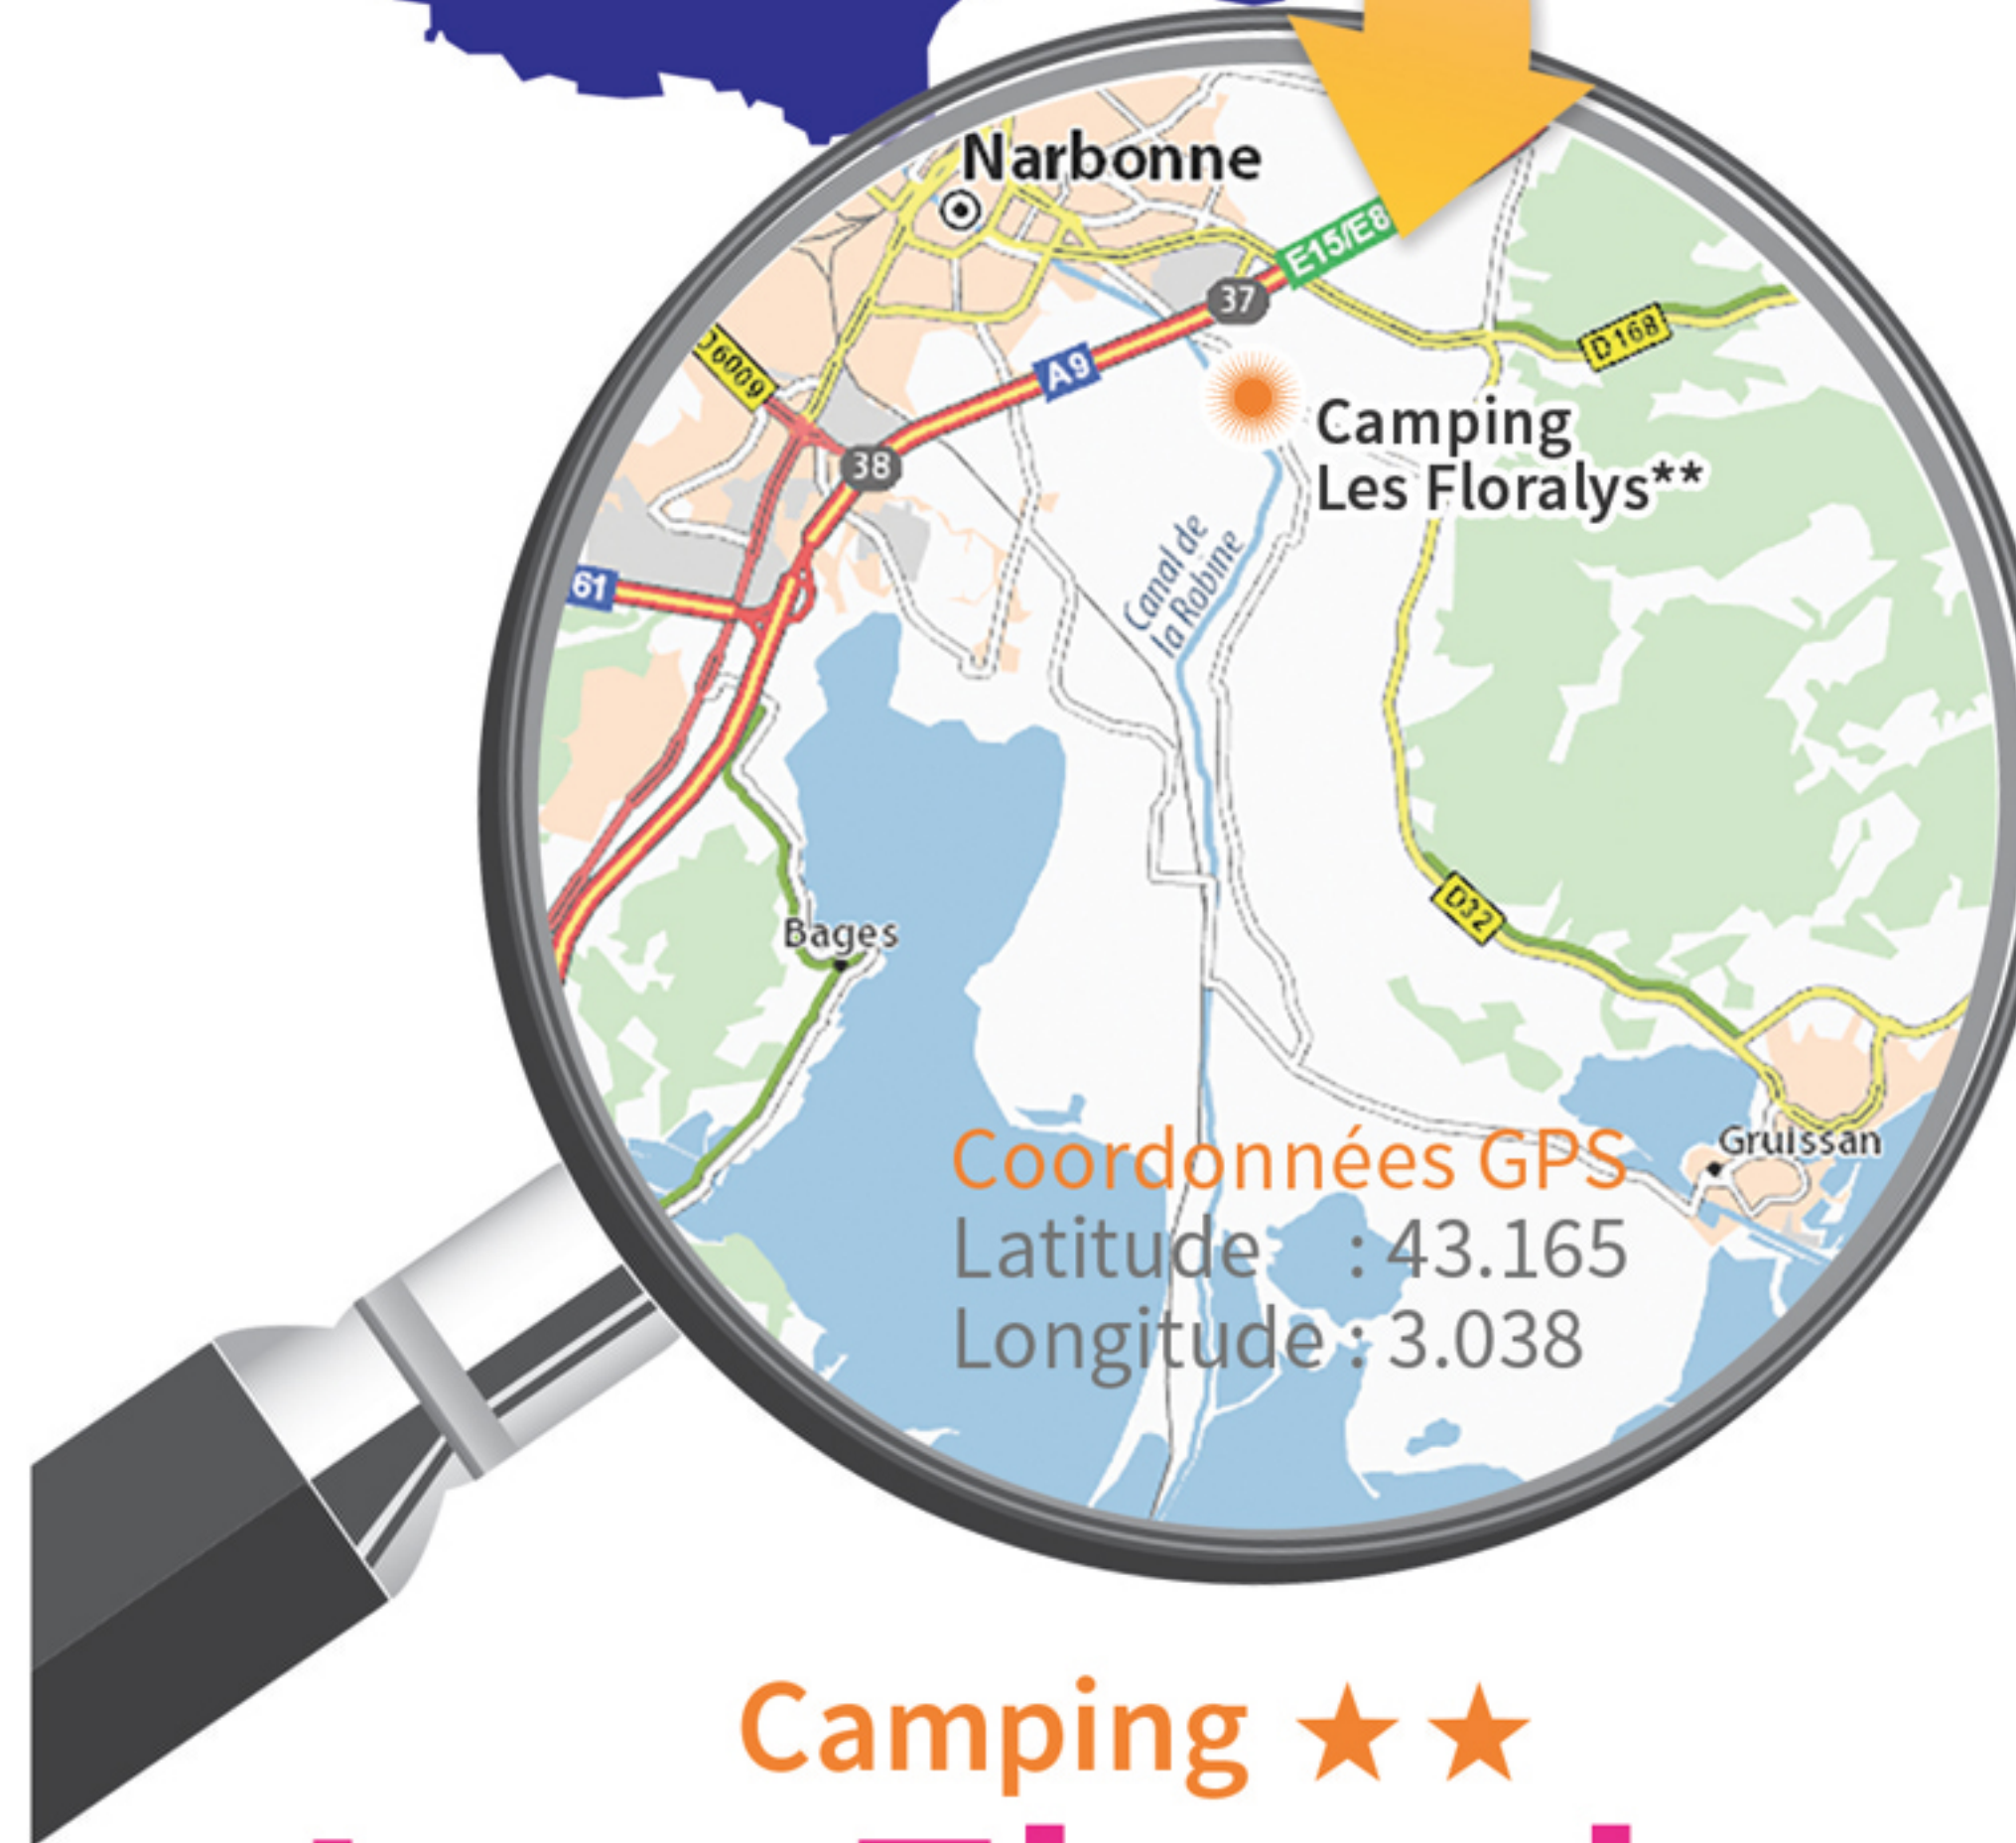 Narbonne
E15/E8
37
D168
D6009
A9
Camping
Les Floralys**
38
Canal de
la Robine
61
D32
Bages
Gruissan
Coordonnées GPS
Latitude : 43.165
Longitude : 3.038
Camping